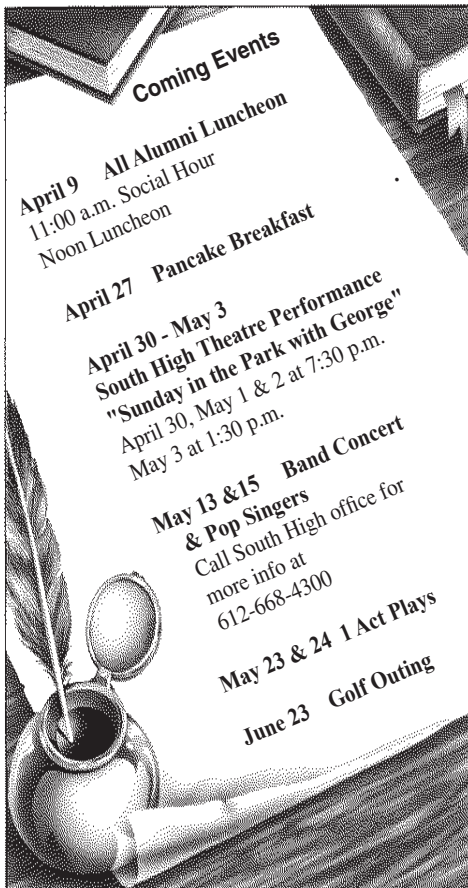 Coming Events
April 9 All Alumni Luncheon
11:00 a.m. Social Hour
Noon Luncheon
April 27 Pancake Breakfast
April 30 - May 3
South High Theatre Performance
"Sunday in the Park with George"
April 30, May 1 & 2 at 7:30 p.m.
May 3 at 1:30 p.m.
May 13 &15 Band Concert
& Pop Singers
Call South High office for
more info at
612-668-4300
May 23 & 24 1 Act Plays
June 23 Golf Outing